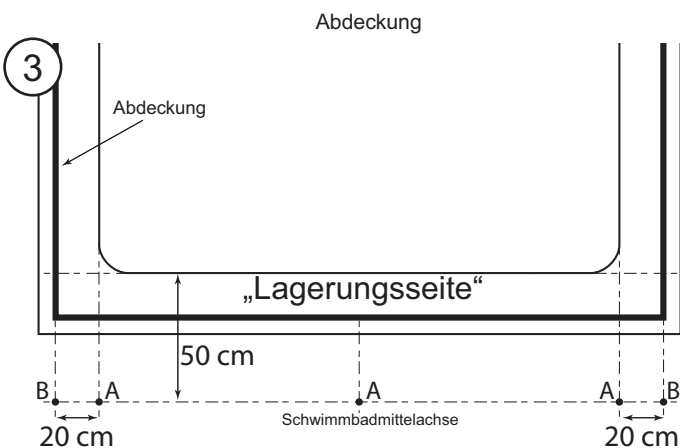 Abdeckung
3
Abdeckung
„Lagerungsseite“
50 cm
B A A A B
Schwimmbadmittelachse
20 cm 20 cm